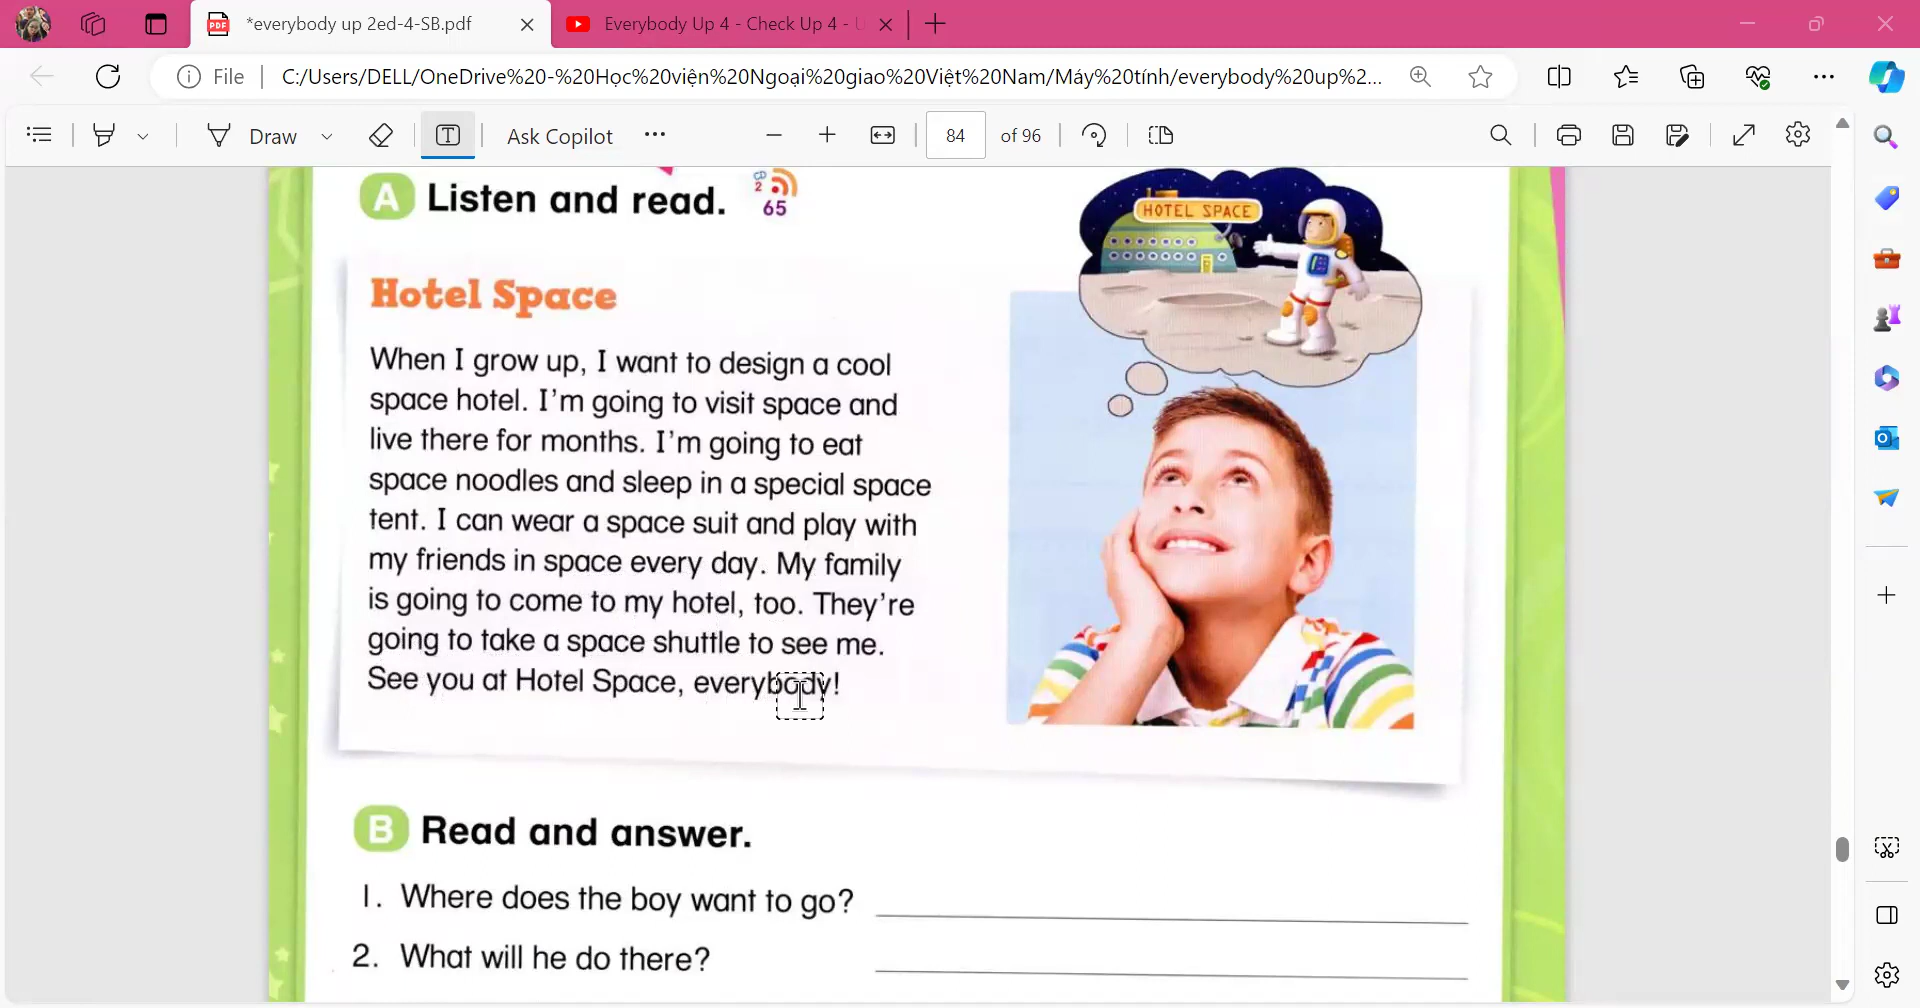 *everybody up 2ed-4-SB.pdf
Everybody Up 4 - Check Up 4 - U
File
C:/Users/DELL/OneDrive%20-%20Học%20viện%20Ngoại%20giao%20Việt%20Nam/Máy%20tính/everybody%20up%2...
Draw
Ask Copilot
84 of 96
A Listen and read.
CD 2
65
HOTEL SPACE
Hotel Space
When I grow up, I want to design a cool
space hotel. I'm going to visit space and
live there for months. I'm going to eat
space noodles and sleep in a special space
tent. I can wear a space suit and play with
my friends in space every day. My family
is going to come to my hotel, too. They're
going to take a space shuttle to see me.
See you at Hotel Space, everybody!
B Read and answer.
1. Where does the boy want to go?
2. What will he do there?